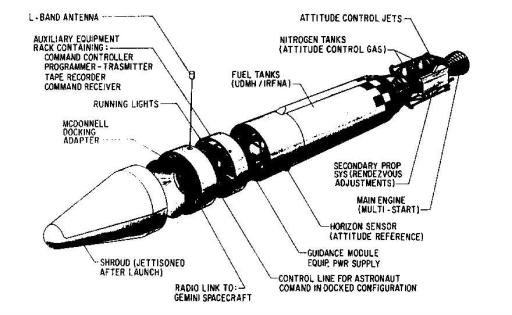 L-BAND ANTENNA
AUXILIARY EQUIPMENT
RACK CONTAINING:
COMMAND CONTROLLER
PROGRAMMER-TRASMITTER
TAPE RECORDER
COMMAND RECEIVER
RUNNING LIGHTS
MCDONNELL
DOCKING
ADAPTER
SHROUD (JETTISONED
AFTER LAUNCH)
RADIO LINK TO:
GEMINI SPACECRAFT
CONTROL LINE FOR ASTRONAUT
COMAND IN DOCKED CONFIGURATION
GUIDANCE MODULE
EQUIP, PWR SUPPLY
HORIZON SENSOR
(ATTITUDE REFERENCE)
MAIN ENGINE
(MULTI-START)
SECONDARY PROP
SYS (RENDEZVOUS
ADJUSTMENTS)
FUEL TANKS
(UDMH/IRFNA)
NITROGEN TANKS
(ATTITUDE CONTROL GAS)
ATTITUDE CONTROL JETS